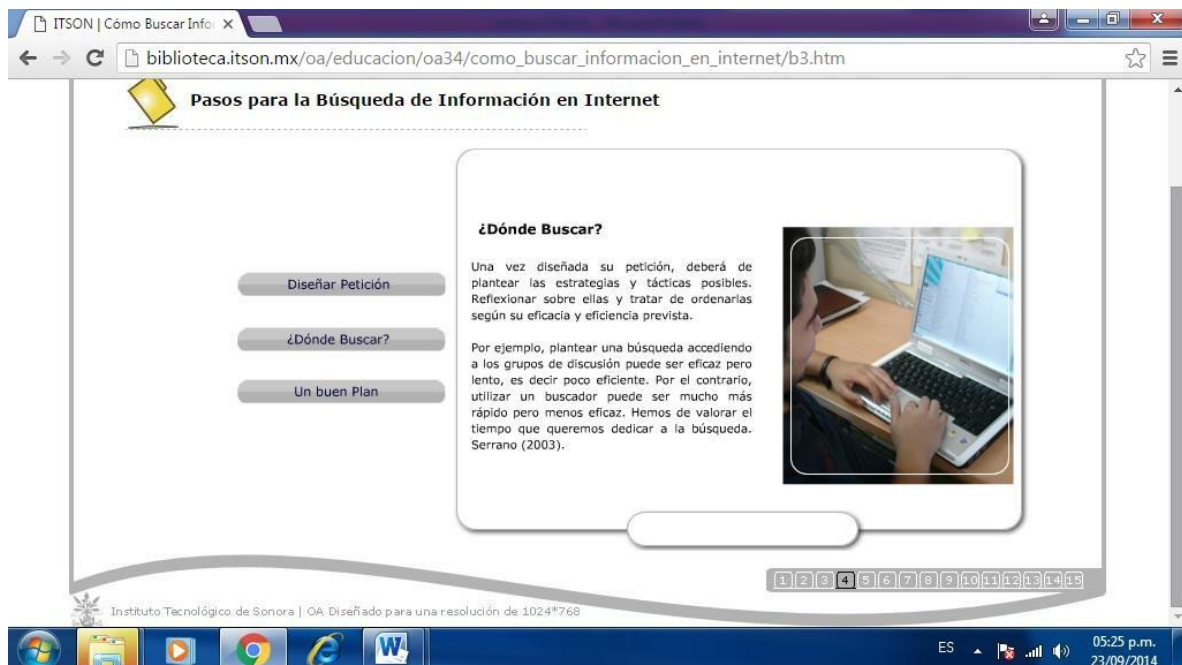 ITSON | Cómo Buscar Infor
biblioteca.itson.mx/oa/educacion/oa34/como_buscar_informacion_en_internet/b3.htm
Pasos para la Búsqueda de Información en Internet
Diseñar Petición
¿Dónde Buscar?
Un buen Plan
¿Dónde Buscar?
Una vez diseñada su petición, deberá de
plantear las estrategias y tácticas posibles.
Reflexionar sobre ellas y tratar de ordenarlas
según su eficacia y eficiencia prevista.
Por ejemplo, plantear una búsqueda accediendo
a los grupos de discusión puede ser eficaz pero
lento, es decir poco eficiente. Por el contrario,
utilizar un buscador puede ser mucho más
rápido pero menos eficaz. Hemos de valorar el
tiempo que queremos dedicar a la búsqueda.
Serrano (2003).
1 2 3 4 5 6 7 8 9 10 11 12 13 14 15
Instituto Tecnológico de Sonora | OA Diseñado para una resolución de 1024*768
ES
05:25 p.m.
23/09/2014